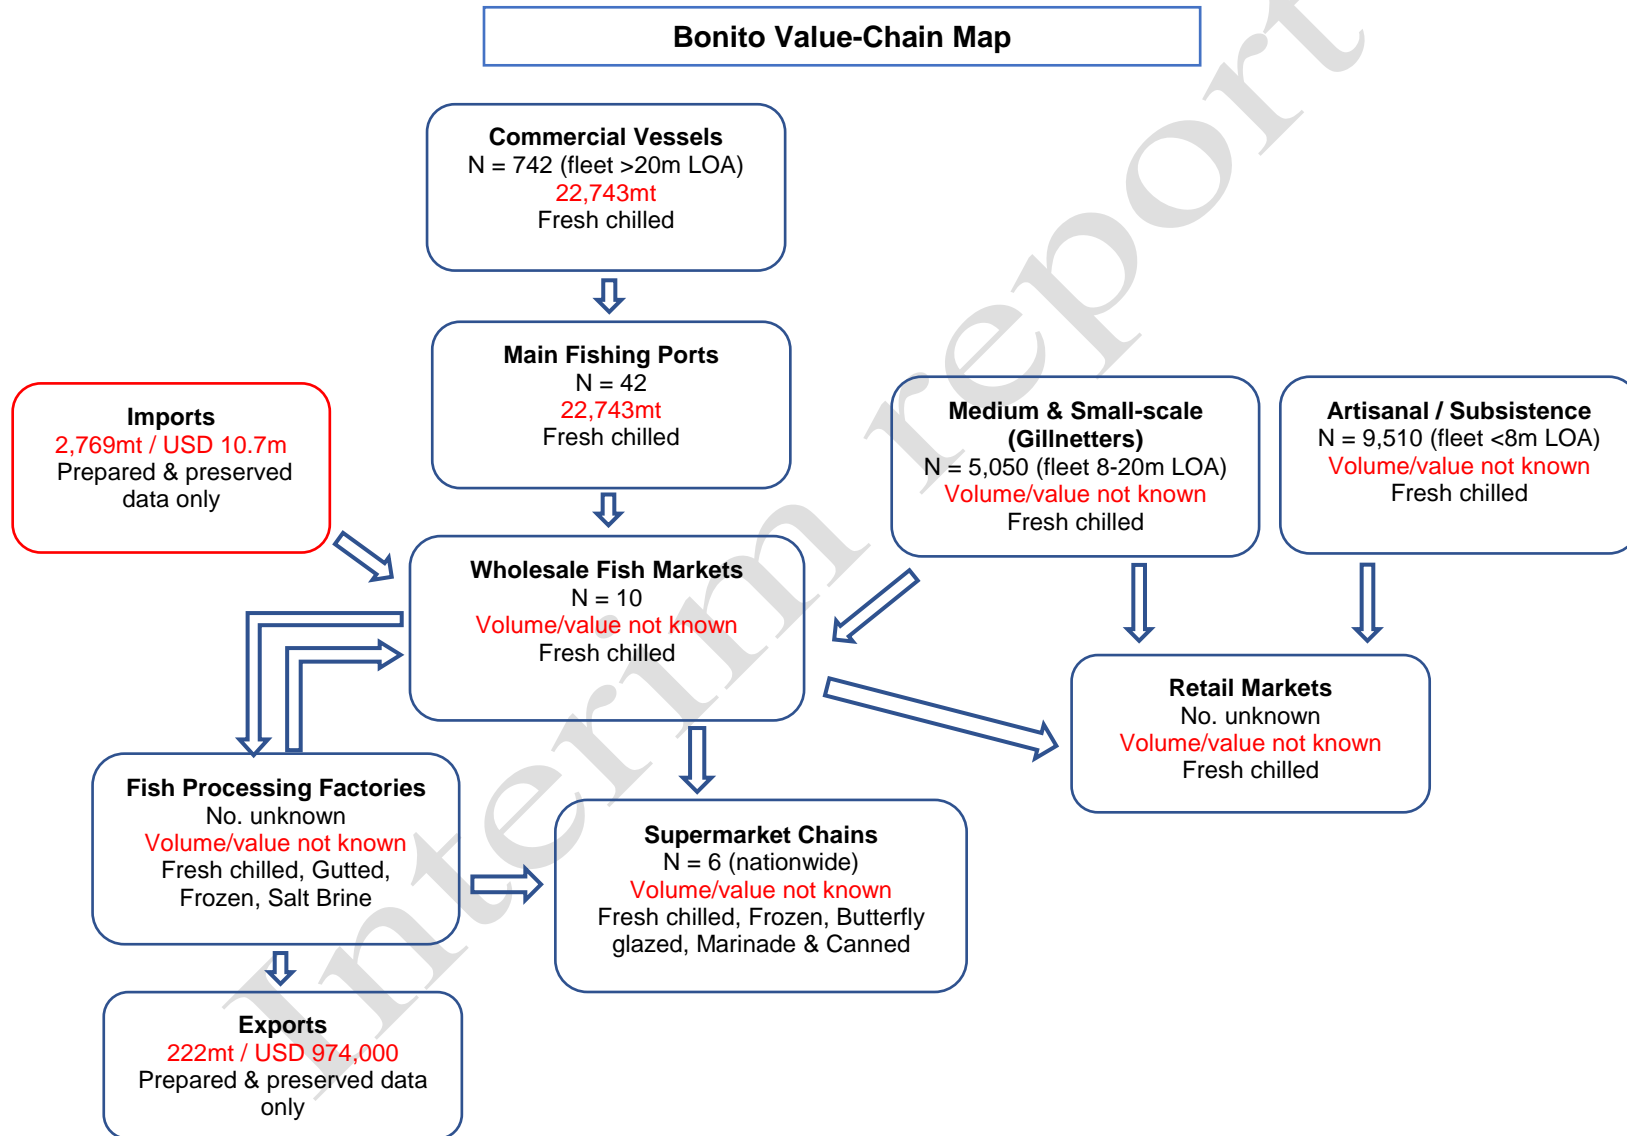 Bonito Value-Chain Map
Commercial Vessels
N = 742 (fleet >20m LOA)
22,743mt
Fresh chilled
Main Fishing Ports
N = 42
22,743mt
Fresh chilled
Imports
2,769mt / USD 10.7m
Prepared & preserved
data only
Medium & Small-scale
(Gillnetters)
N = 5,050 (fleet 8-20m LOA)
Volume/value not known
Fresh chilled
Artisanal / Subsistence
N = 9,510 (fleet <8m LOA)
Volume/value not known
Fresh chilled
Wholesale Fish Markets
N = 10
Volume/value not known
Fresh chilled
Retail Markets
No. unknown
Volume/value not known
Fresh chilled
Fish Processing Factories
No. unknown
Volume/value not known
Fresh chilled, Gutted,
Frozen, Salt Brine
Supermarket Chains
N = 6 (nationwide)
Volume/value not known
Fresh chilled, Frozen, Butterfly
glazed, Marinade & Canned
Exports
222mt / USD 974,000
Prepared & preserved data
only
Interim report